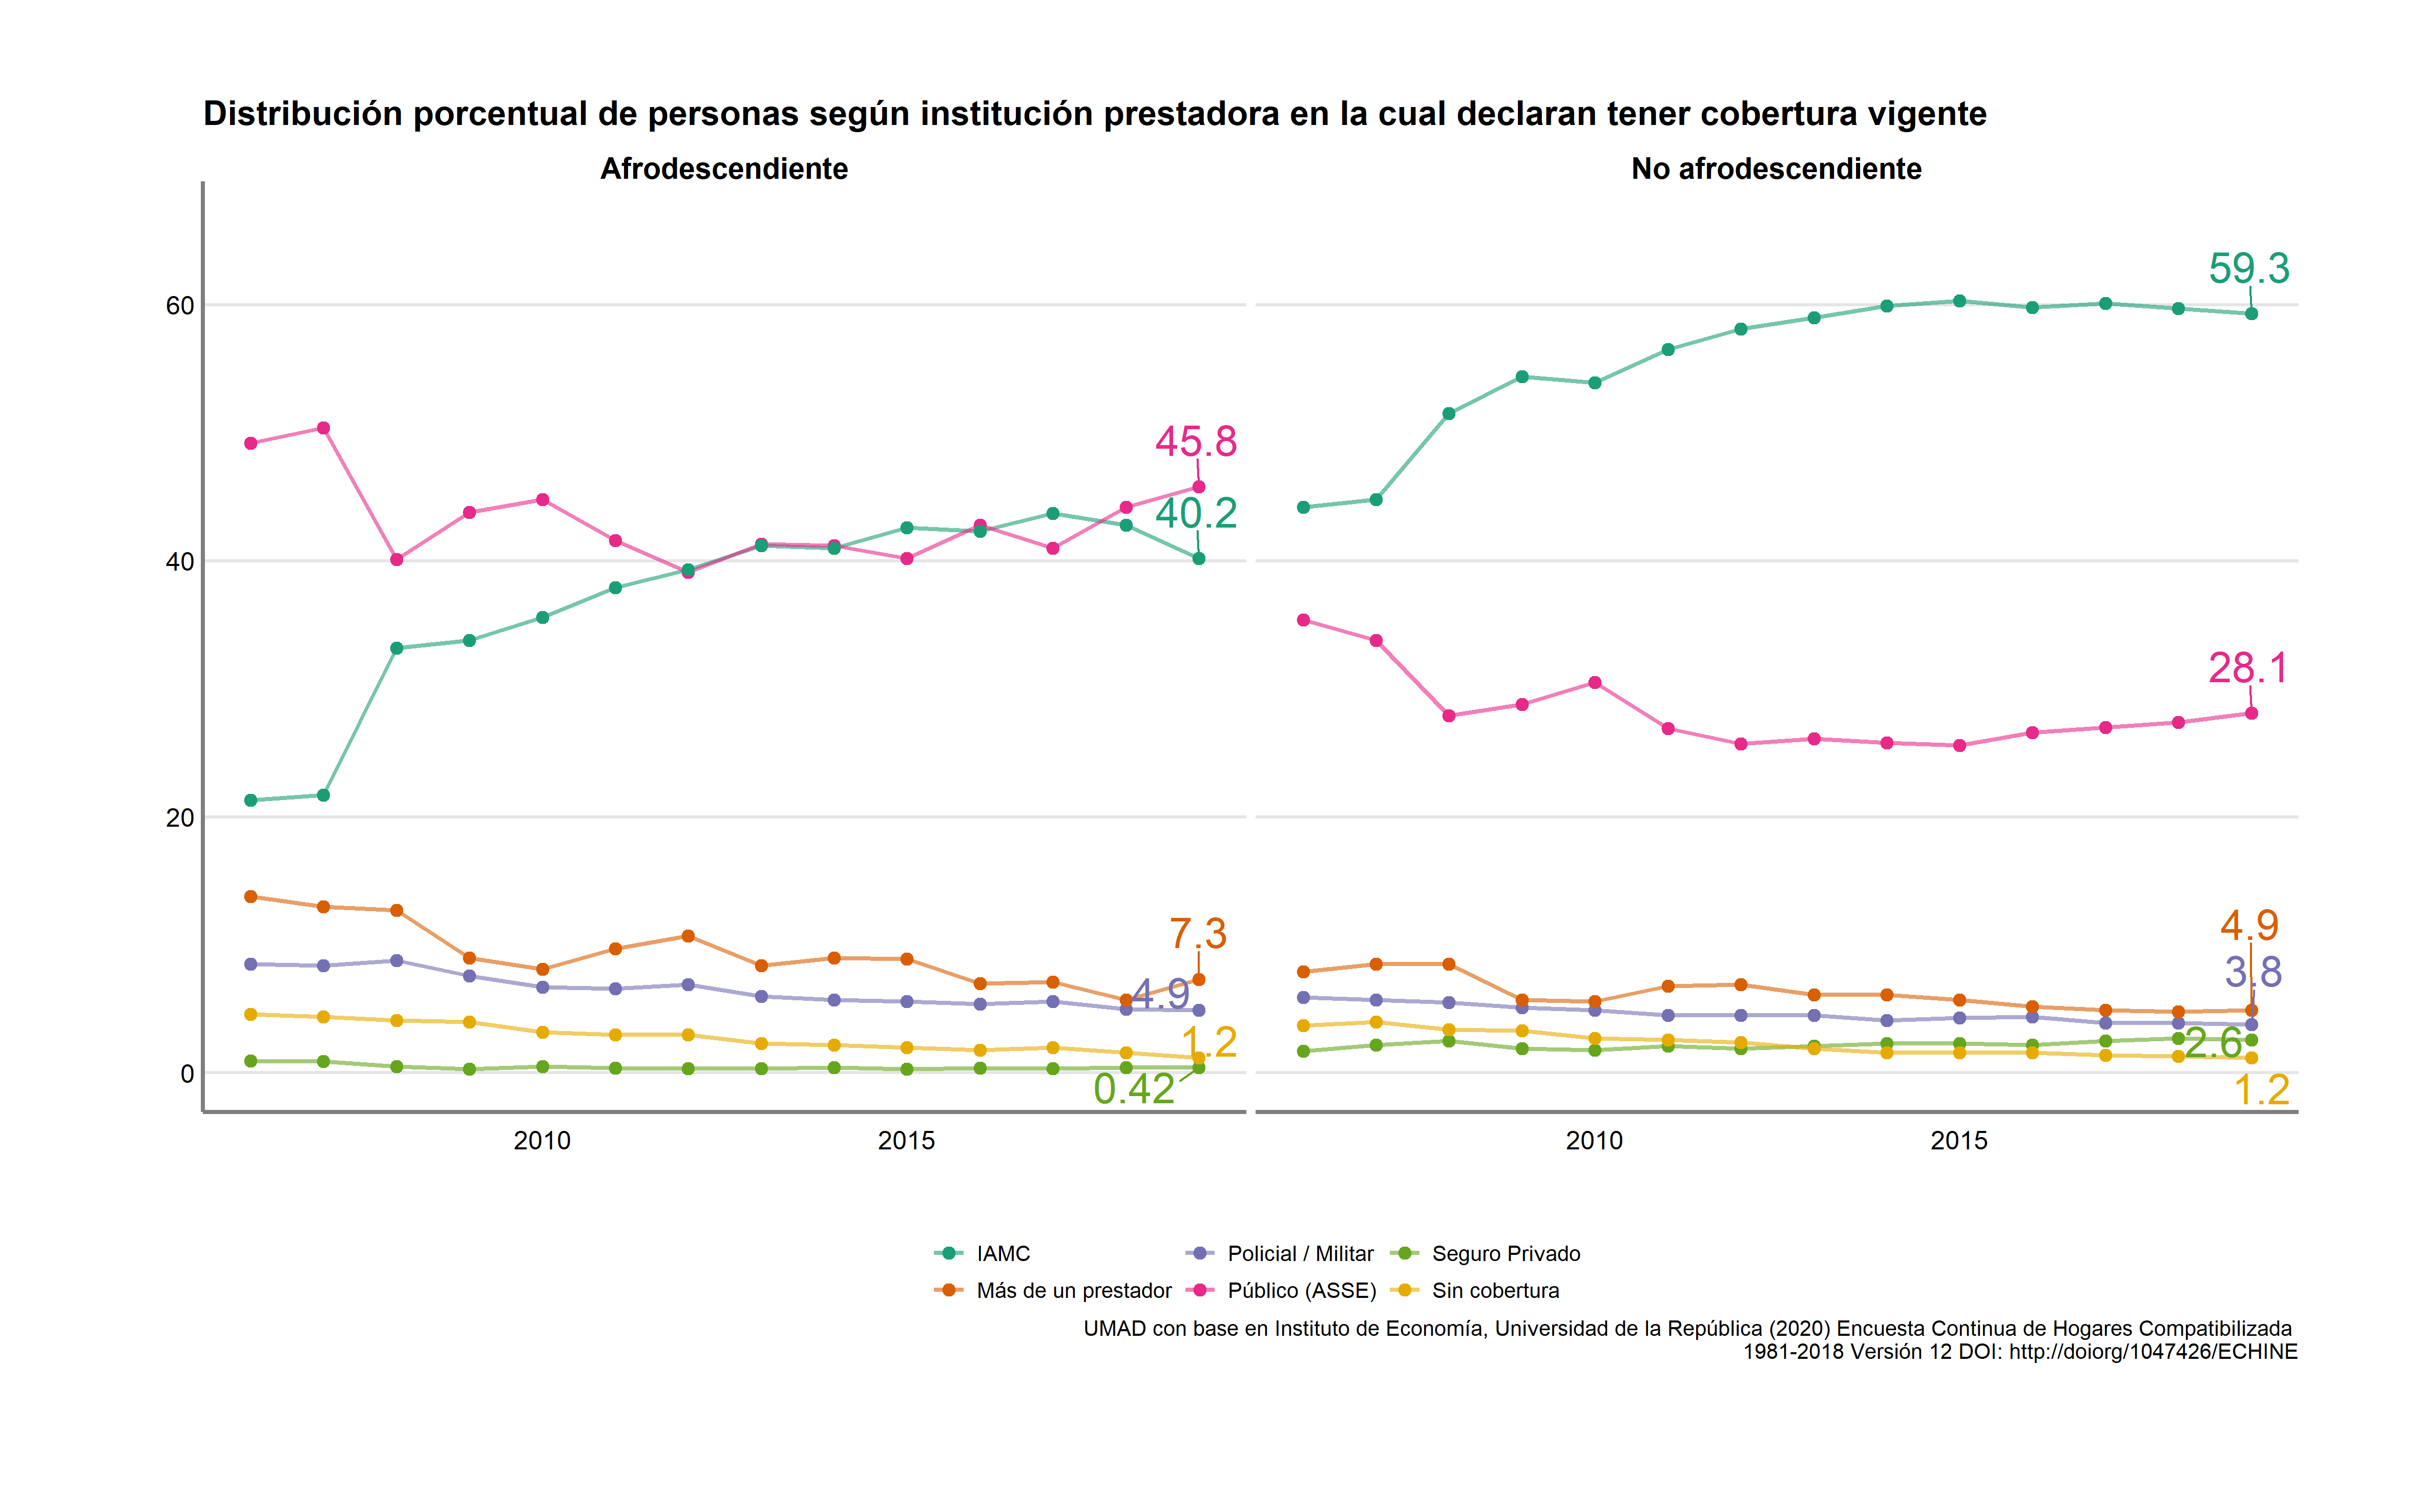 Distribución porcentual de personas según institución prestadora en la cual declaran tener cobertura vigente
Afrodescendiente
No afrodescendiente
60
40
20
0
45.8
40.2
7.3
4.9
1.2
0.42
59.3
28.1
4.9
3.8
2.6
1.2
2010
2015
2010
2015
IAMC
Policial / Militar
Seguro Privado
Más de un prestador
Público (ASSE)
Sin cobertura
UMAD con base en Instituto de Economía, Universidad de la República (2020) Encuesta Continua de Hogares Compatibilizada
1981-2018 Versión 12 DOI: http://doiorg/1047426/ECHINE